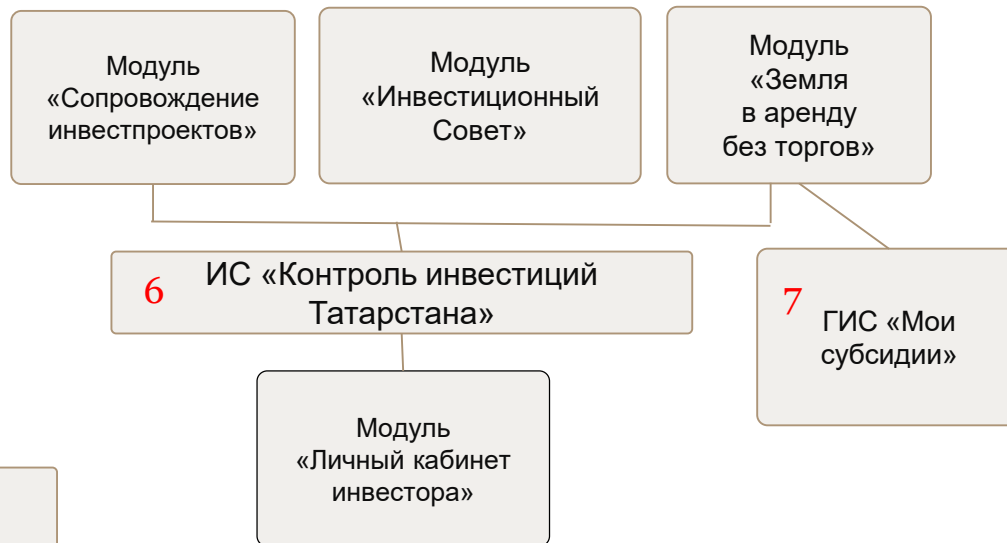 Модуль
«Сопровождение
инвестпроектов»
Модуль
«Инвестиционный
Совет»
Модуль
«Земля
в аренду
без торгов»
6
ИС «Контроль инвестиций
Татарстана»
7
ГИС «Мои
субсидии»
Модуль
«Личный кабинет
инвестора»